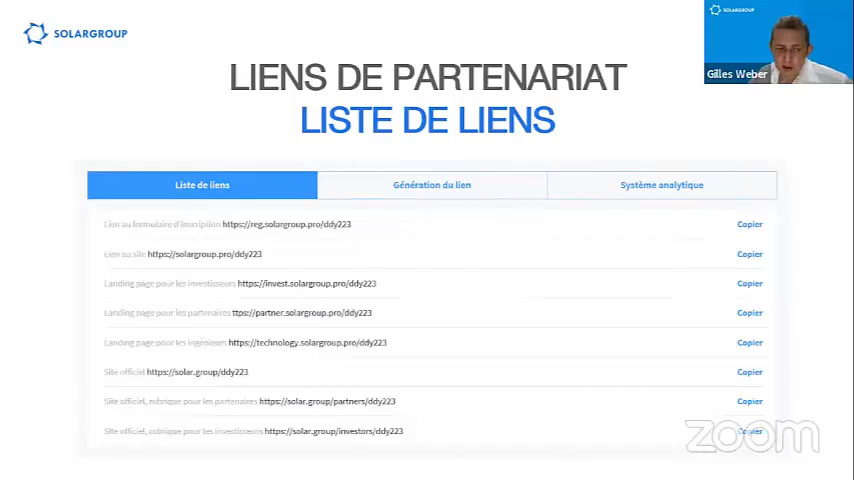 SOLARGROUP
SOLARGROUP
Gilles Weber
LIENS DE PARTENARIAT
LISTE DE LIENS
Liste de liens
Génération du lien
Système analytique
Lien au formulaire d'inscription https://reg.solargroup.pro/ddy223 Copier
Lien au site https://solargroup.pro/ddy223 Copier
Landing page pour les investisseurs https://invest.solargroup.pro/ddy223 Copier
Landing page pour les partenaires ttps://partner.solargroup.pro/ddy223 Copier
Landing page pour les ingénieurs https://technology.solargroup.pro/ddy223 Copier
Site officiel https://solar.group/ddy223 Copier
Site officiel, rubrique pour les partenaires https://solar.group/partners/ddy223 Copier
Site officiel, rubrique pour les investisseurs https://solar.group/investors/ddy223 Copier
zoom